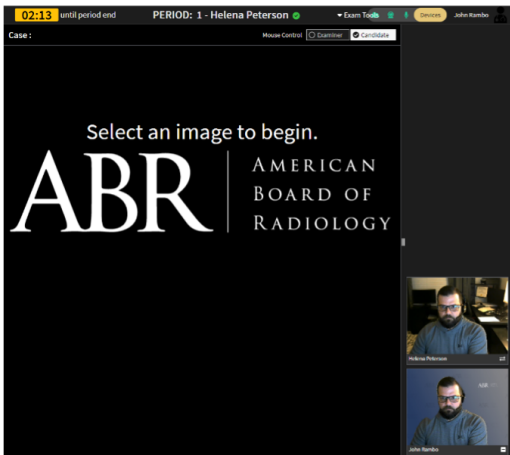 02:13 until period end
PERIOD: 1 - Helena Peterson
Exam Tools
Devices
John Rambo
Case :
Mouse Control
Examiner
Candidate
Select an image to begin.
ABR
AMERICAN
BOARD OF
RADIOLOGY
Helena Peterson
ABR
John Rambo